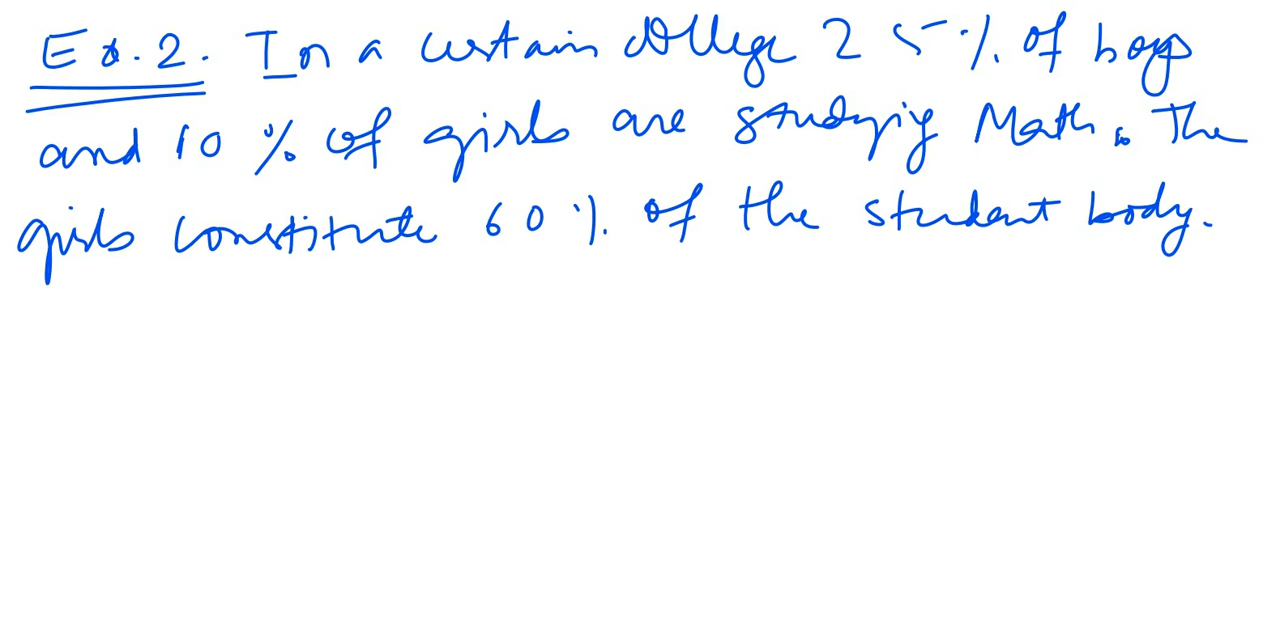 Ex.2. In a certain college 25% of boys
and 10% of girls are studying Math. The
girls constitute 60% of the student body.